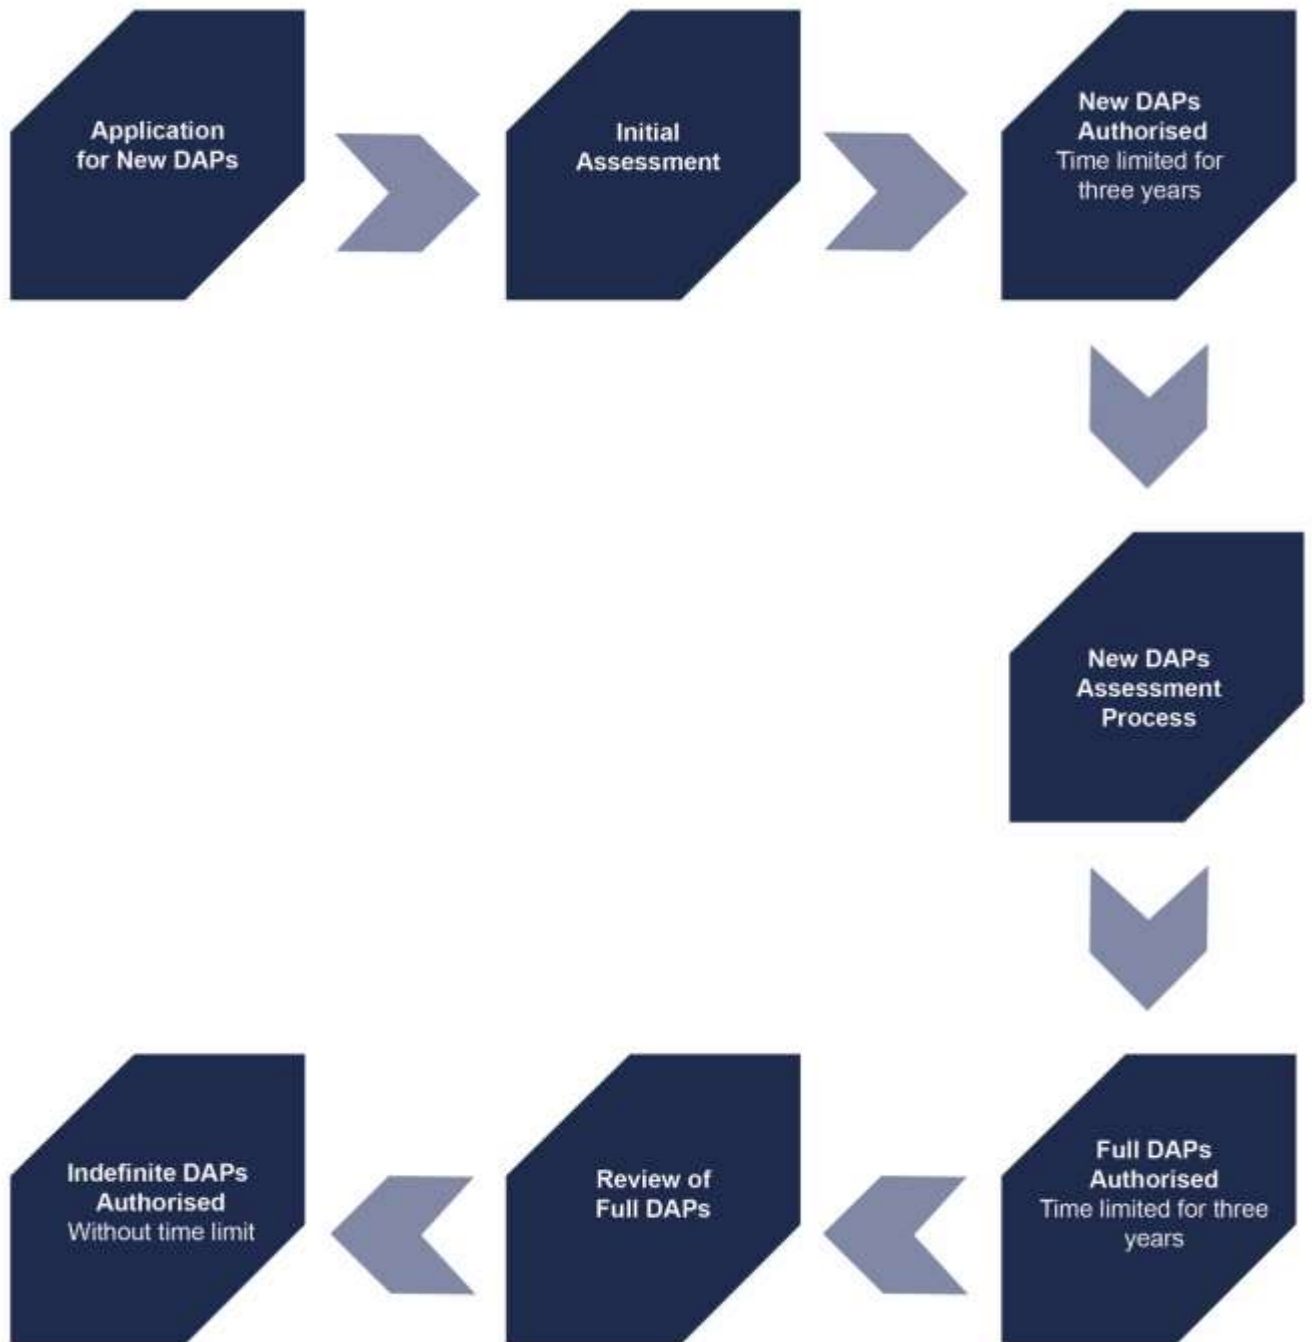 Application
for New DAPs
Initial
Assessment
New DAPs
Authorised
Time limited for
three years
New DAPs
Assessment
Process
Full DAPs
Authorised
Time limited for three
years
Review of
Full DAPs
Indefinite DAPs
Authorised
Without time limit